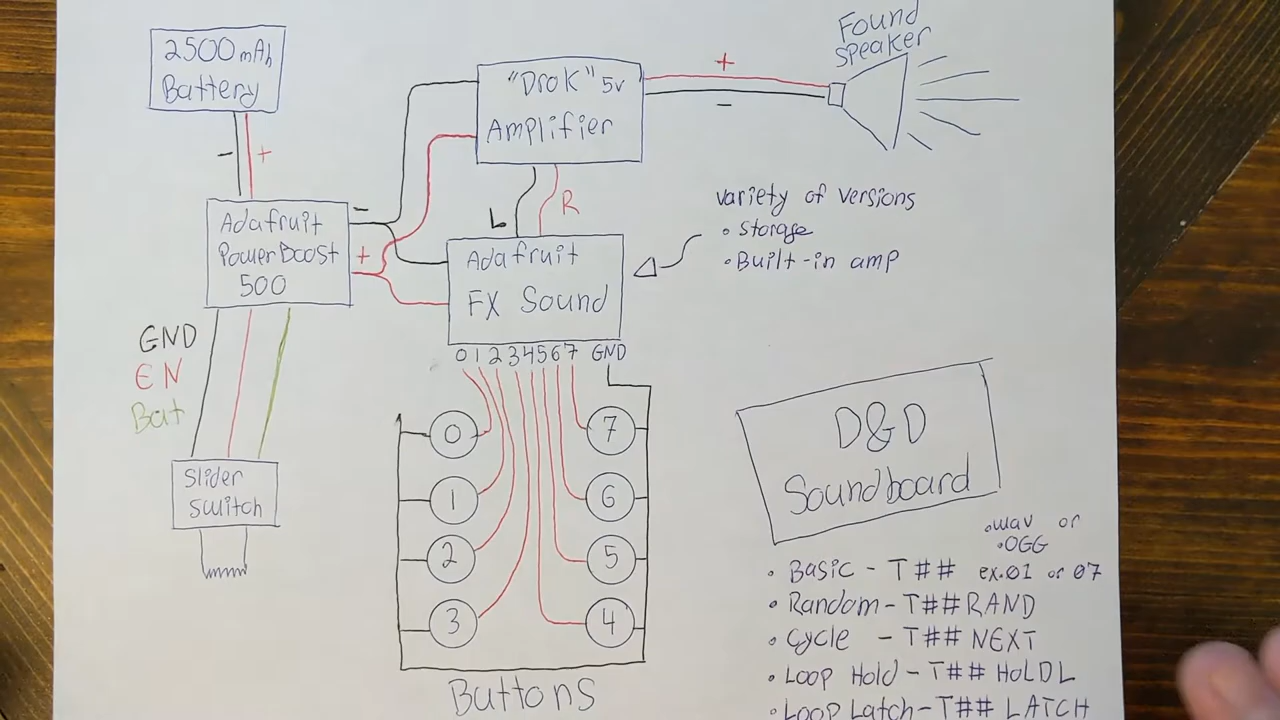 2500mAh
Battery
- +
Adafruit
PowerBoost
500
-
+
GND
EN
Bat
Slider
Switch
"DROK" 5v
Amplifier
+
-
Found
Speaker
L R
Adafruit
FX Sound
0 1 2 3 4 5 6 7 GND
variety of versions
• Storage
• Built-in amp
0 7
1 6
2 5
3 4
Buttons
D&D
Soundboard
.wav or
.OGG
• Basic - T## ex.01 or 07
• Random - T##RAND
• Cycle - T## NEXT
• Loop Hold - T## HOLDL
• Loop Latch - T## LATCH